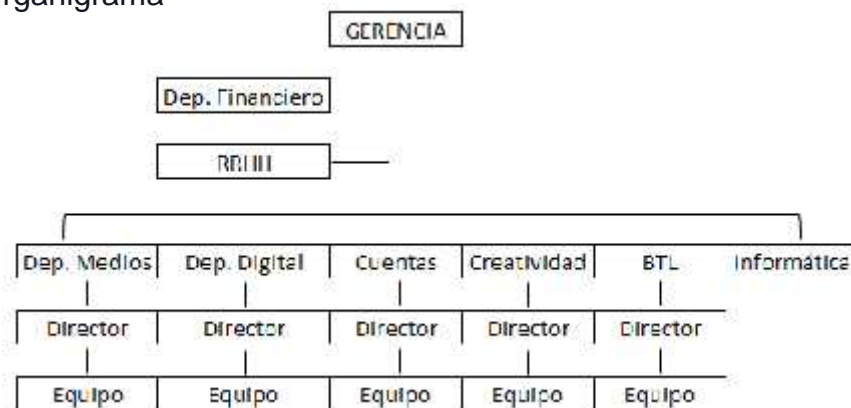 rganigrama
GERENCIA
Dep. Financiero
RRHH
Dep. Medios Dep. Digital Cuentas Creatividad BTL Informática
Director Director Director Director Director
Equipo Equipo Equipo Equipo Equipo